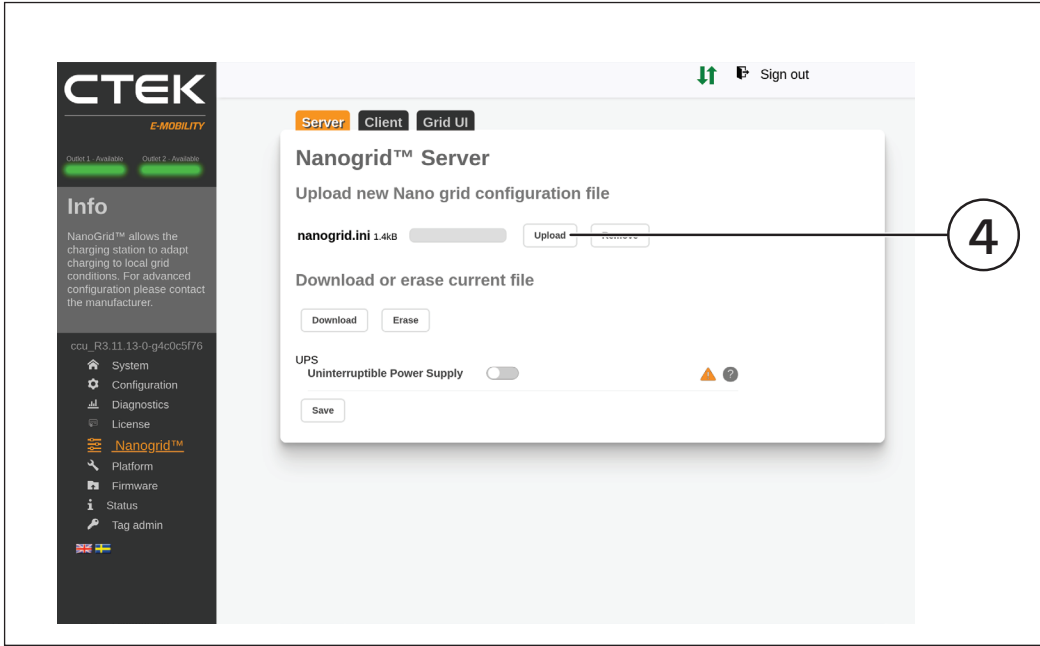 CTEK
E-MOBILITY
Outlet 1 - Available Outlet 2 - Available
Info
NanoGrid™ allows the
charging station to adapt
charging to local grid
conditions. For advanced
configuration please contact
the manufacturer.
ccu_R3.11.13-0-g4c0c5f76
System
Configuration
Diagnostics
License
Nanogrid™
Platform
Firmware
Status
Tag admin
Sign out
Server Client Grid UI
Nanogrid™ Server
Upload new Nano grid configuration file
nanogrid.ini 1.4kB Upload Remove
4
Download or erase current file
Download Erase
UPS
Uninterruptible Power Supply ?
Save